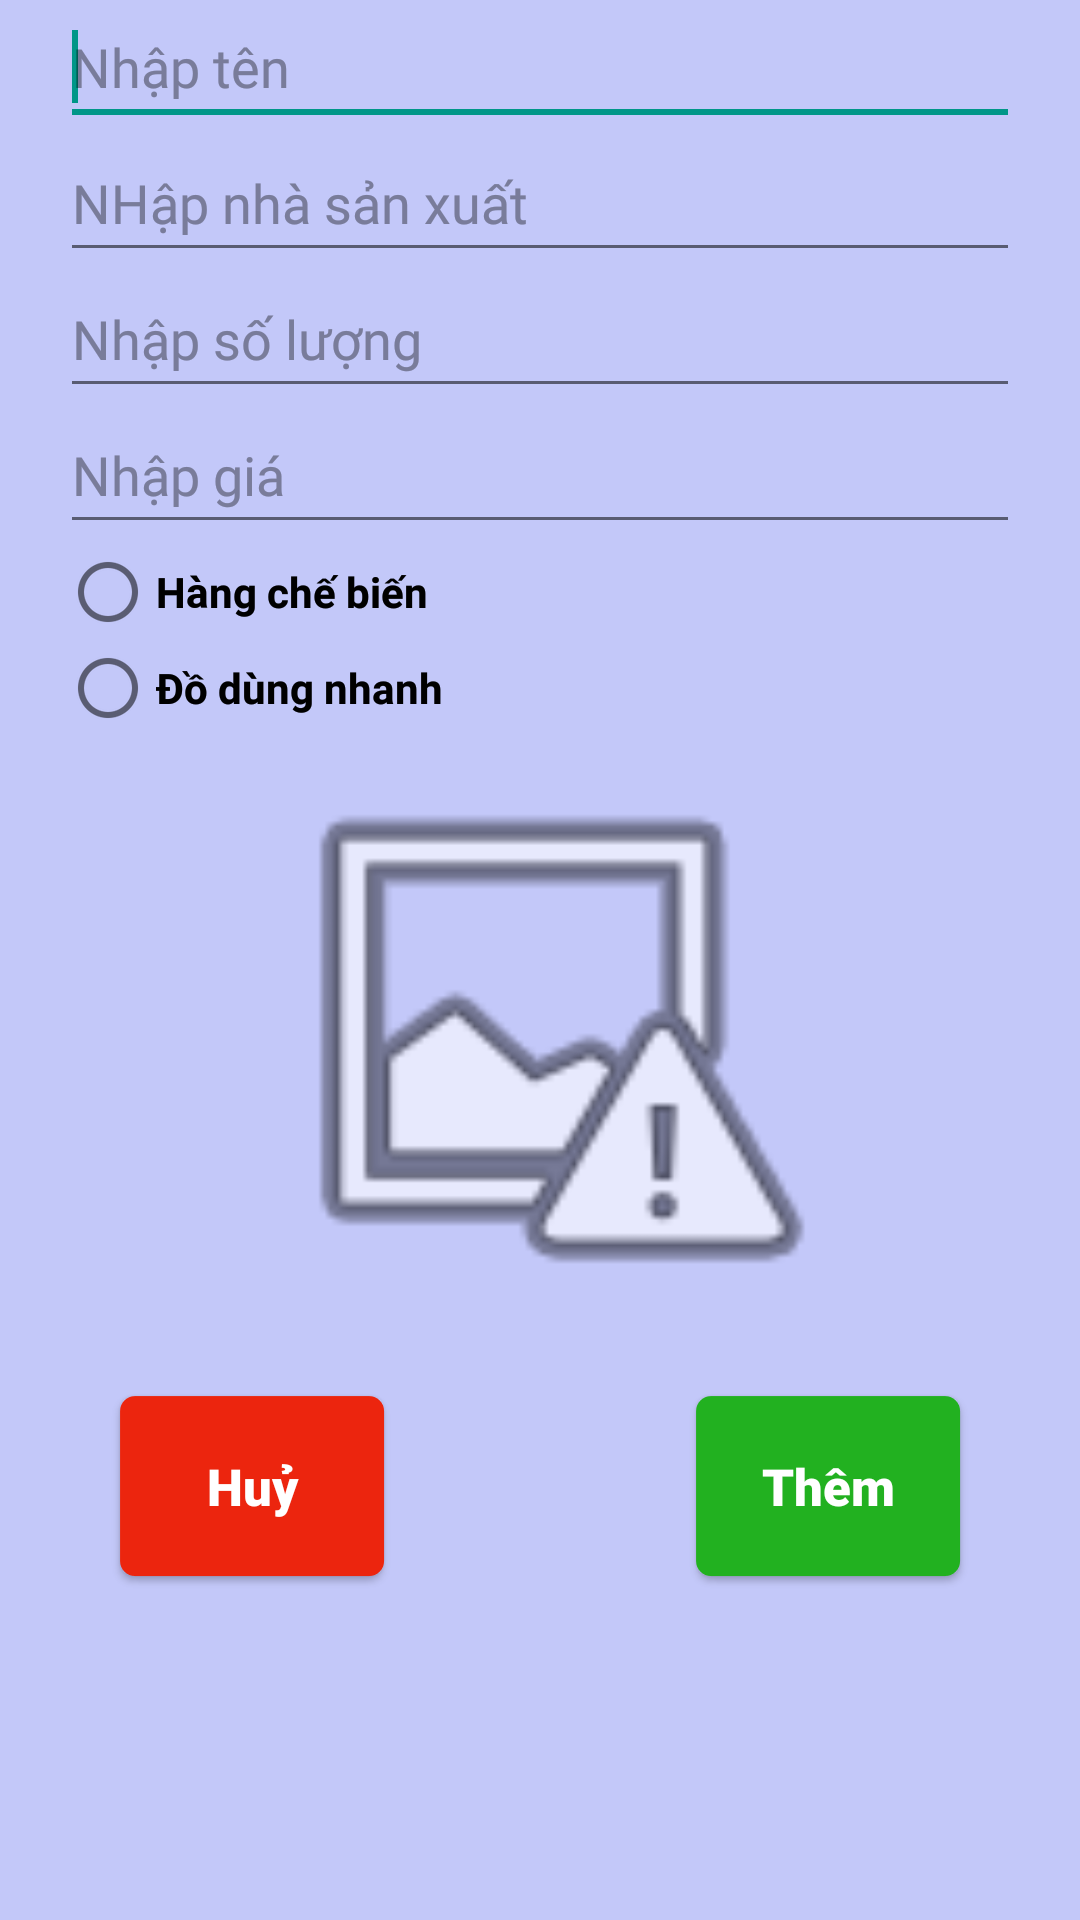 Nhập tên
NHập nhà sản xuất
Nhập số lượng
Nhập giá
Hàng chế biến
Đồ dùng nhanh
!
Huỷ
Thêm